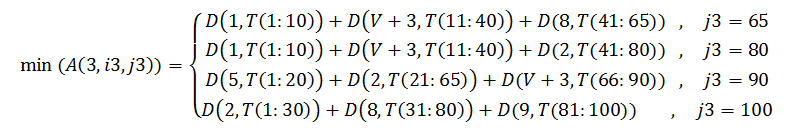 D(1,T(1:10)) + D(V + 3,T(11:40)) + D(8,T(41:65)) , j3 = 65
D(1,T(1:10)) + D(V + 3,T(11:40)) + D(2,T(41:80)) , j3 = 80
min (A(3,i3,j3)) = {
D(5,T(1:20)) + D(2,T(21:65)) + D(V + 3,T(66:90)) , j3 = 90
D(2,T(1:30)) + D(8,T(31:80)) + D(9,T(81:100)) , j3 = 100